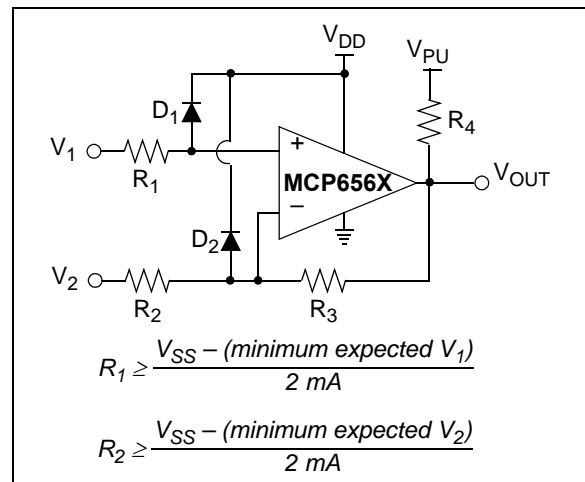 V_DD
V_PU
D_1
R_4
V_1
+
V_OUT
R_1
MCP656X
−
D_2
V_2
R_2
R_3
R_1 ≥ V_SS – (minimum expected V_1)
2 mA
R_2 ≥ V_SS – (minimum expected V_2)
2 mA